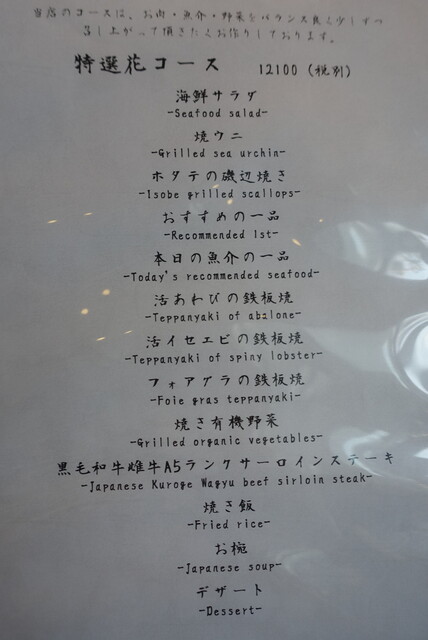 当店のコースは、お肉・魚介・野菜をバランス良く少しずつ
召し上がって頂きたくお作りしております。
特選花コース 12100 (税別)
海鮮サラダ
-Seafood salad-
焼ウニ
-Grilled sea urchin-
ホタテの磯辺焼き
-Isobe grilled scallops-
おすすめの一品
-Recommended 1st-
本日の魚介の一品
-Today's recommended seafood-
活あわびの鉄板焼
-Teppanyaki of abalone-
活イセエビの鉄板焼
-Teppanyaki of spiny lobster-
フォアグラの鉄板焼
-Foie gras teppanyaki-
焼き有機野菜
-Grilled organic vegetables-
黒毛和牛雌牛A5ランクサーロインステーキ
-Japanese Kuroge Wagyu beef sirloin steak-
焼き飯
-Fried rice-
お椀
-Japanese soup-
デザート
-Dessert-